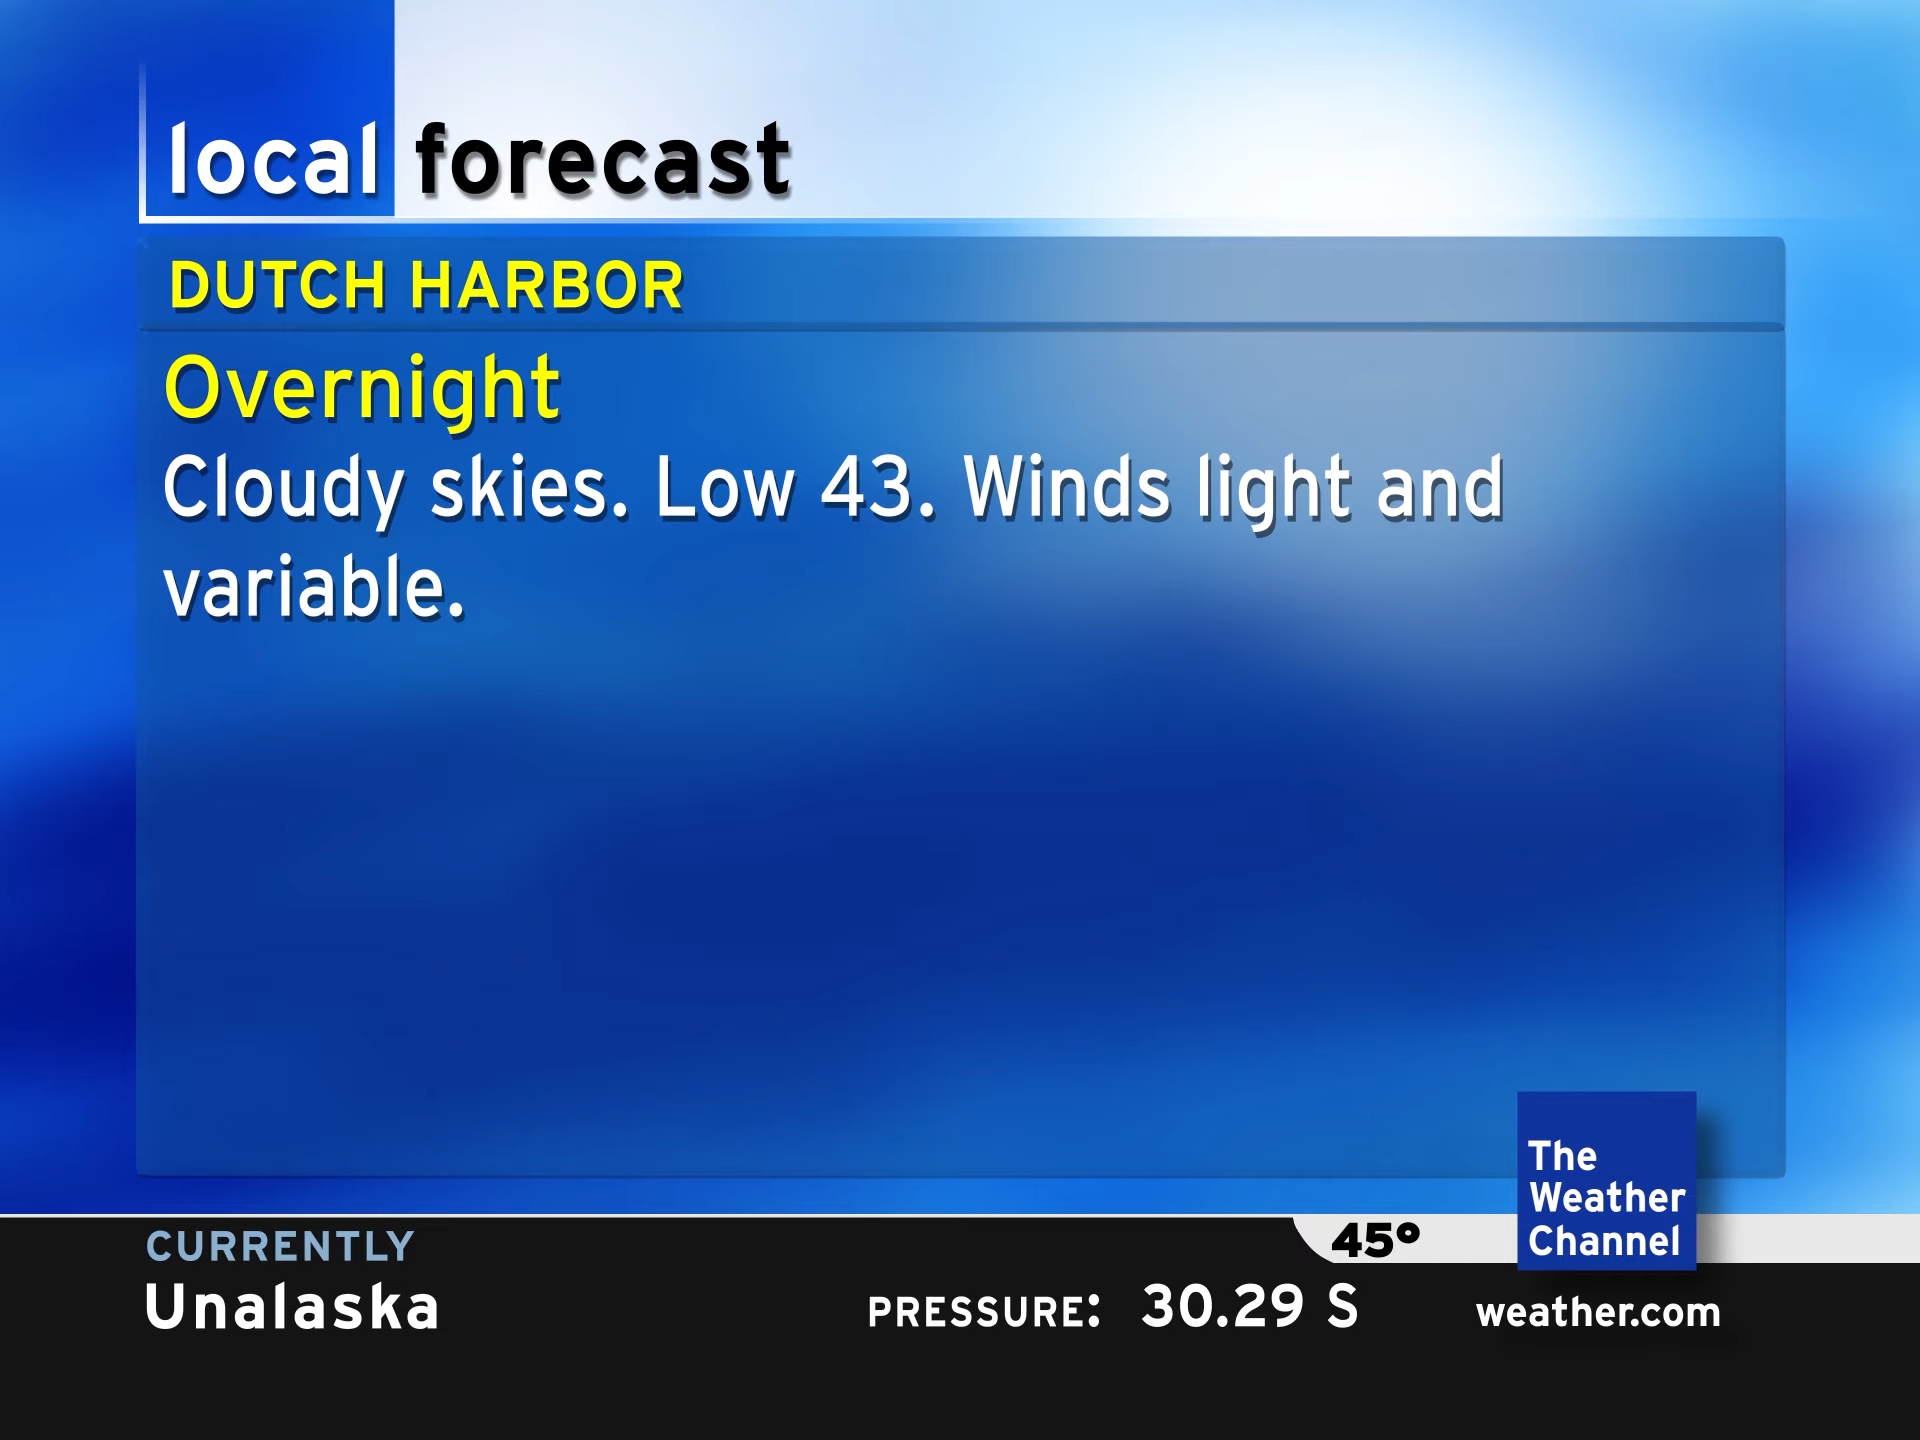 local forecast
DUTCH HARBOR
Overnight
Cloudy skies. Low 43. Winds light and
variable.
The
Weather
Channel
CURRENTLY
45°
Unalaska
PRESSURE: 30.29 S
weather.com